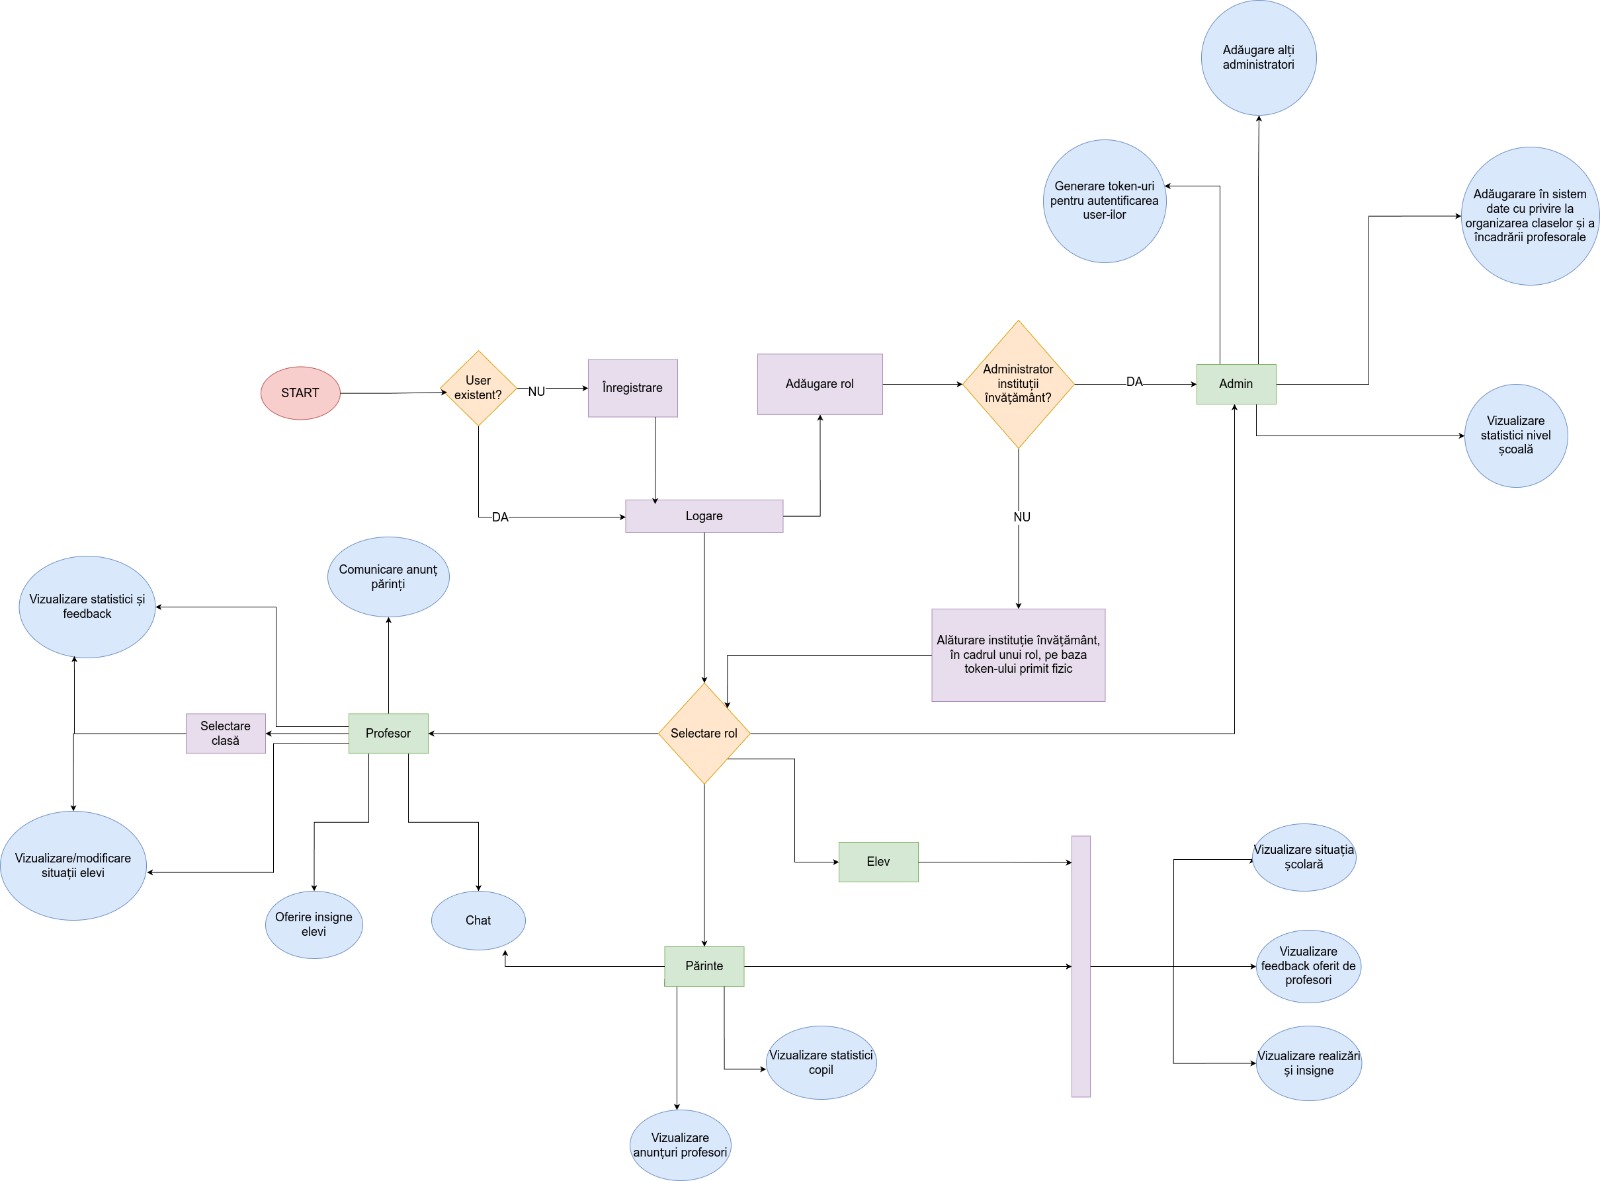 Adăugare alți
administratori
Generare token-uri
pentru autentificarea
user-ilor
Adăugarare în sistem
date cu privire la
organizarea claselor și a
încadrării profesorale
START
User
existent?
NU
Înregistrare
Adăugare rol
Administrator
instituții
învățământ?
DA
Admin
Vizualizare
statistici nivel
școală
DA
Logare
NU
Comunicare anunț
părinți
Vizualizare statistici și
feedback
Alăturare instituție învățământ,
în cadrul unui rol, pe baza
token-ului primit fizic
Selectare
clasă
Profesor
Selectare rol
Vizualizare/modificare
situații elevi
Elev
Vizualizare situația
școlară
Oferire insigne
elevi
Chat
Părinte
Vizualizare
feedback oferit de
profesori
Vizualizare statistici
copil
Vizualizare realizări
și insigne
Vizualizare
anunțuri profesori